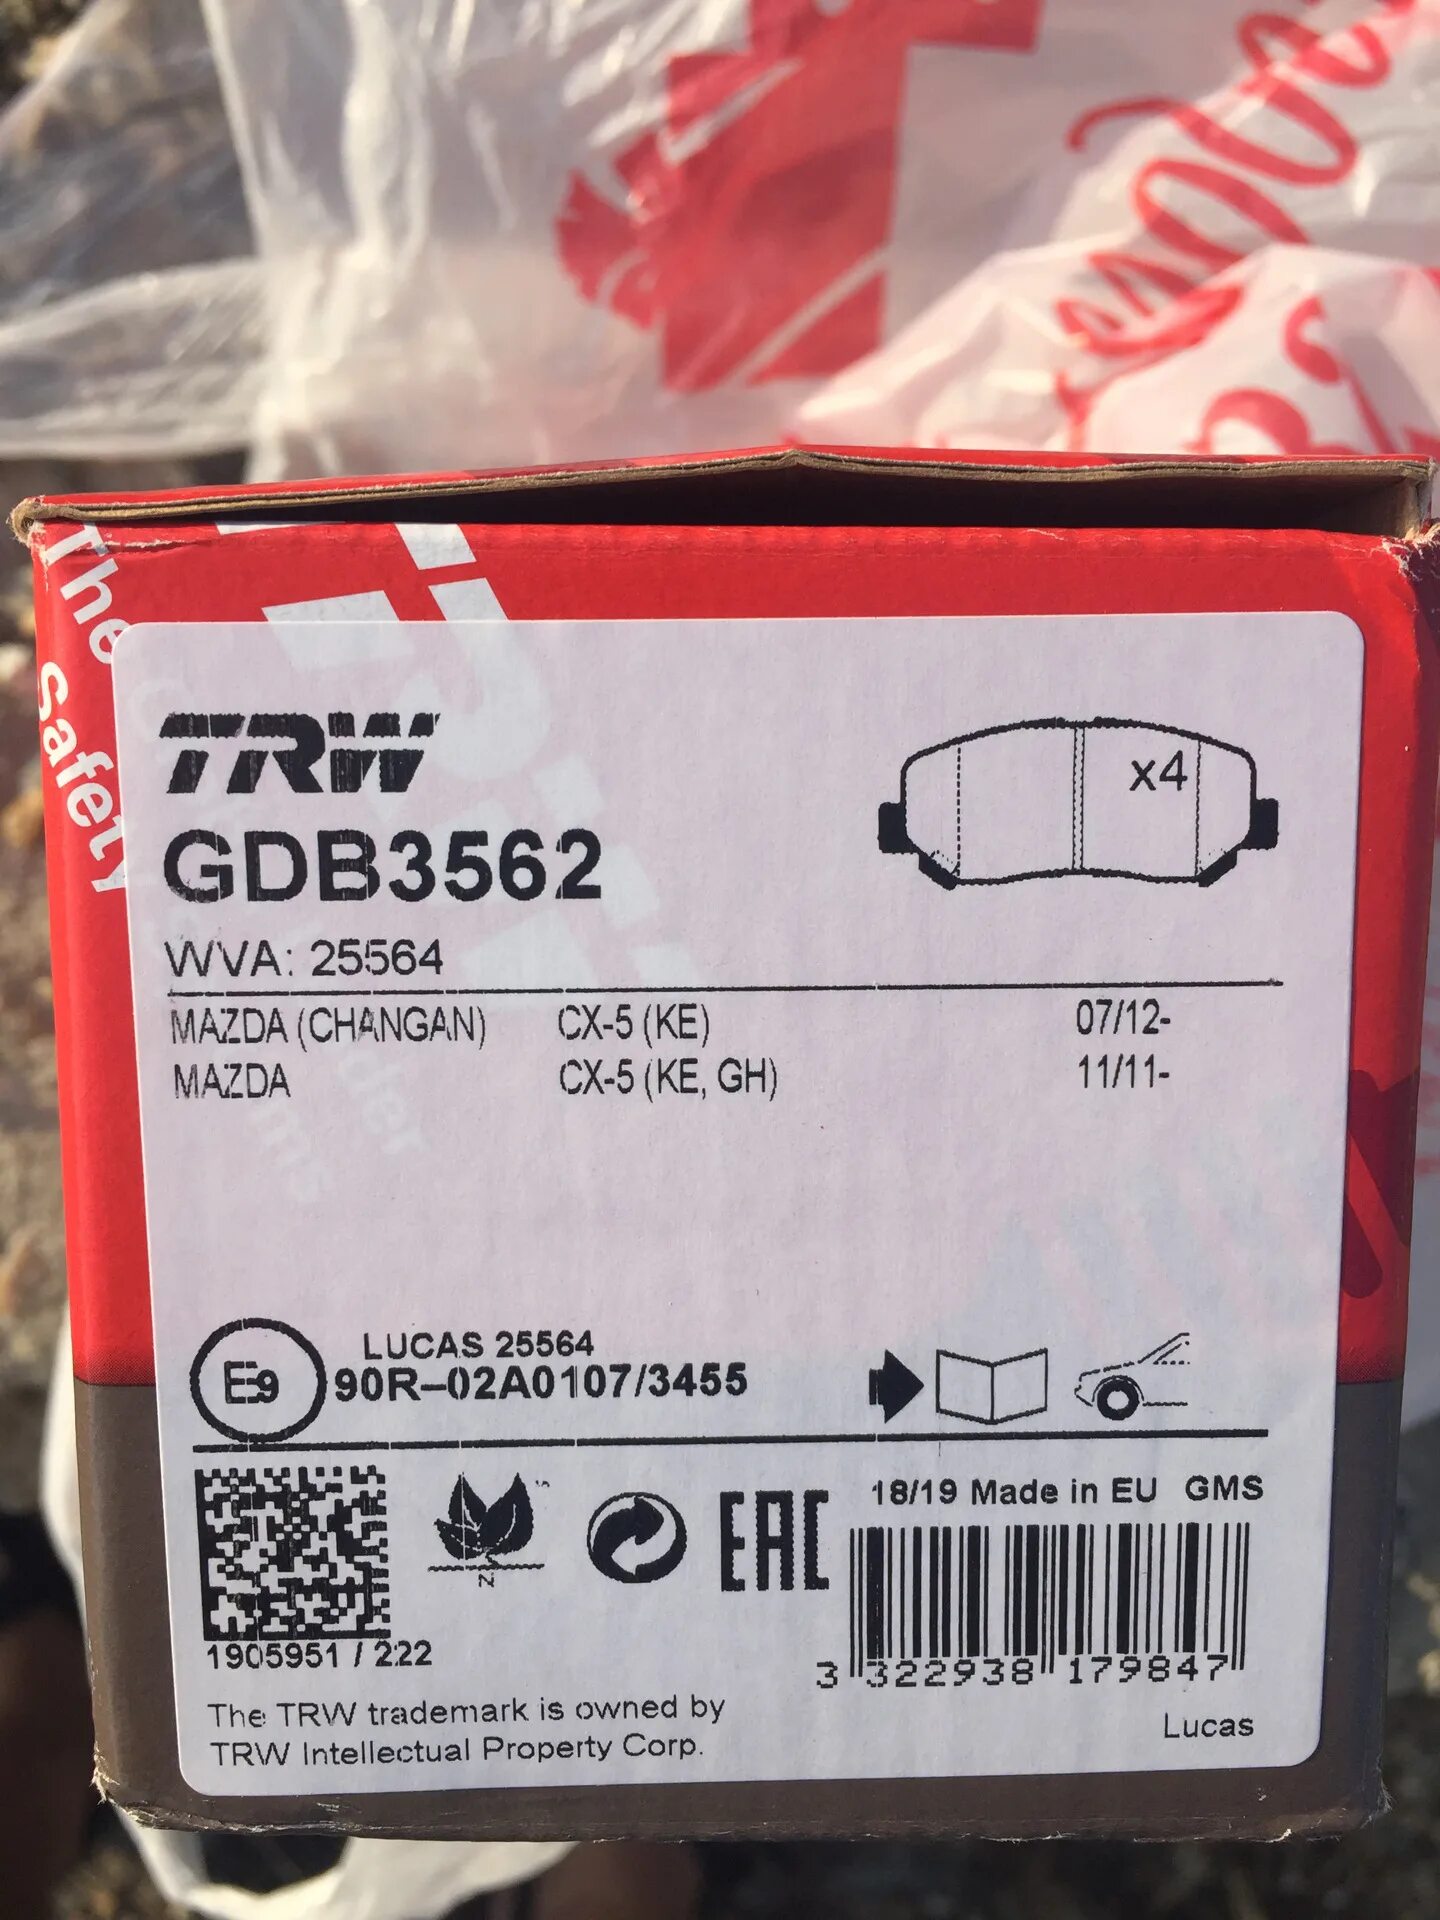 The
Safety
TRW
GDB3562
x4
WVA: 25564
MAZDA (CHANGAN) CX-5 (KE) 07/12-
MAZDA CX-5 (KE, GH) 11/11-
E9
LUCAS 25564
90R-02A0107/3455
18/19 Made in EU GMS
N
EAC
1905951 / 222
3 322938 179847
The TRW trademark is owned by
TRW Intellectual Property Corp.
Lucas